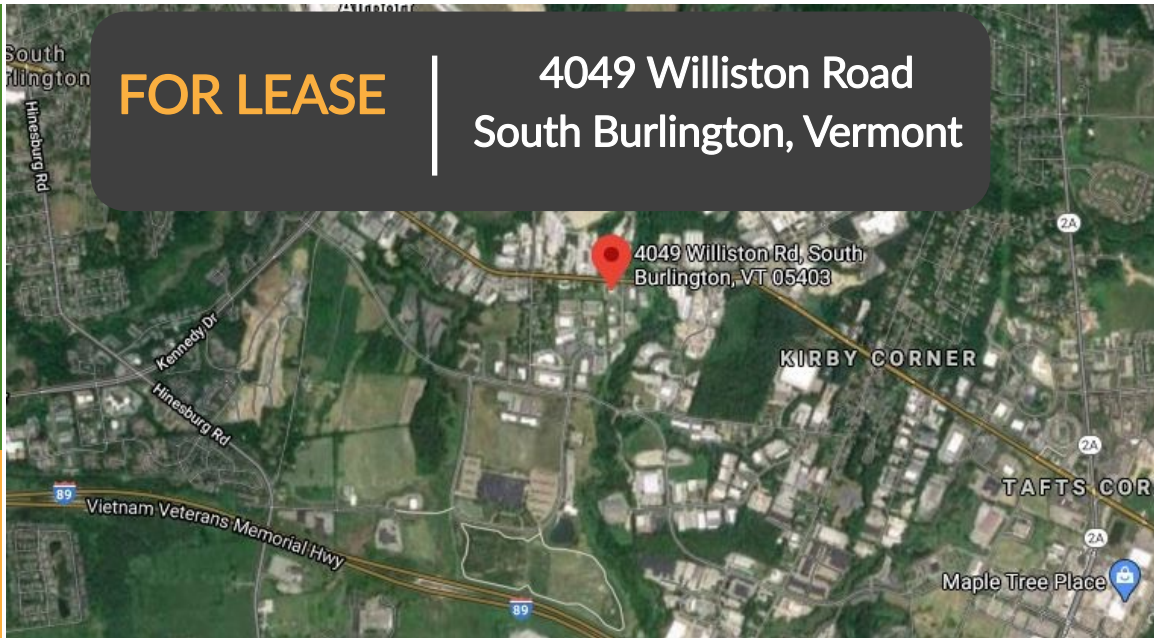 South
FOR LEASE
4049 Williston Road
South Burlington, Vermont
Hinesburg Rd
2A
4049 Williston Rd, South
Burlington, VT 05403
Kennedy Dr
KIRBY CORNER
Hinesburg Rd
2A
89
TAFTS COR
Vietnam Veterans Memorial Hwy
2A
Maple Tree Place
89